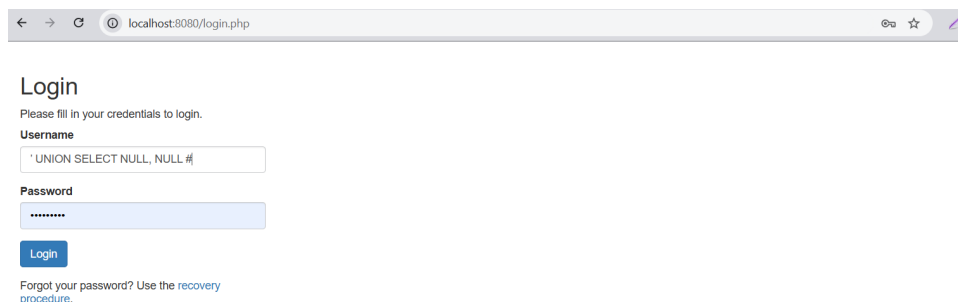 localhost:8080/login.php
Login
Please fill in your credentials to login.
Username
' UNION SELECT NULL, NULL #
Password
•••••••••
Login
Forgot your password? Use the recovery
procedure.